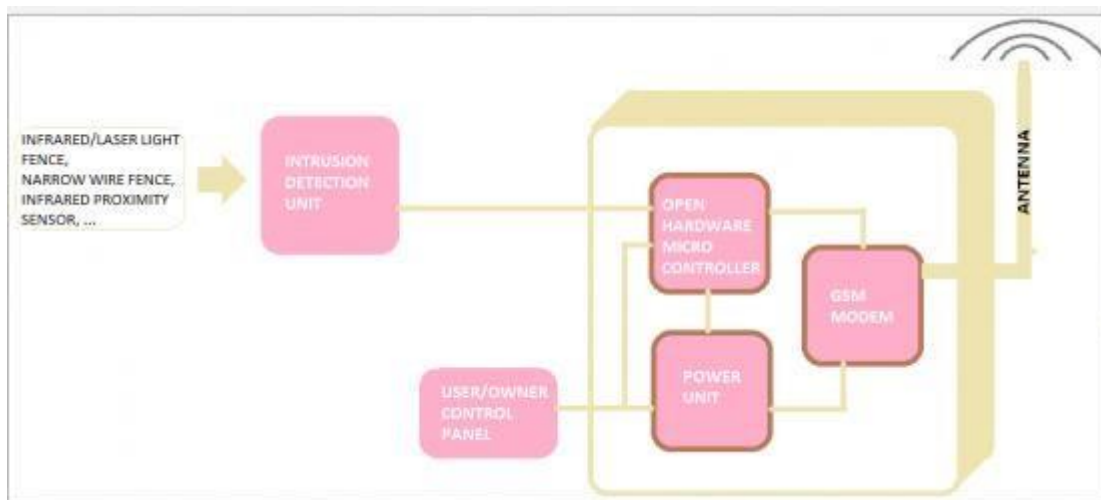 INFRARED/LASER LIGHT
FENCE,
NARROW WIRE FENCE,
INFRARED PROXIMITY
SENSOR, ...
INTRUSION
DETECTION
UNIT
OPEN
HARDWARE
MICRO
CONTROLLER
GSM
MODEM
POWER
UNIT
USER/OWNER
CONTROL
PANEL
ANTENNA